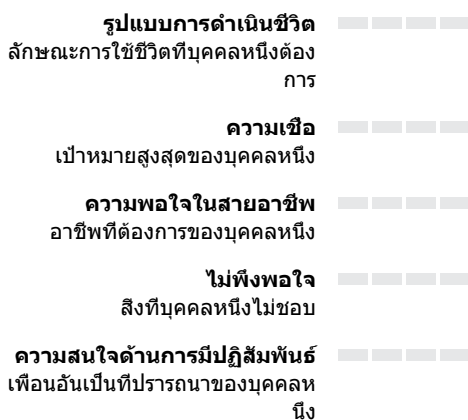 รูปแบบการดำเนินชีวิต
ลักษณะการใช้ชีวิตที่บุคคลหนึ่งต้อง
การ
ความเชื่อ
เป้าหมายสูงสุดของบุคคลหนึ่ง
ความพอใจในสายอาชีพ
อาชีพที่ต้องการของบุคคลหนึ่ง
ไม่พึงพอใจ
สิ่งที่บุคคลหนึ่งไม่ชอบ
ความสนใจด้านการมีปฏิสัมพันธ์
เพื่อนอันเป็นที่ปรารถนาของบุคคลห
นึ่ง